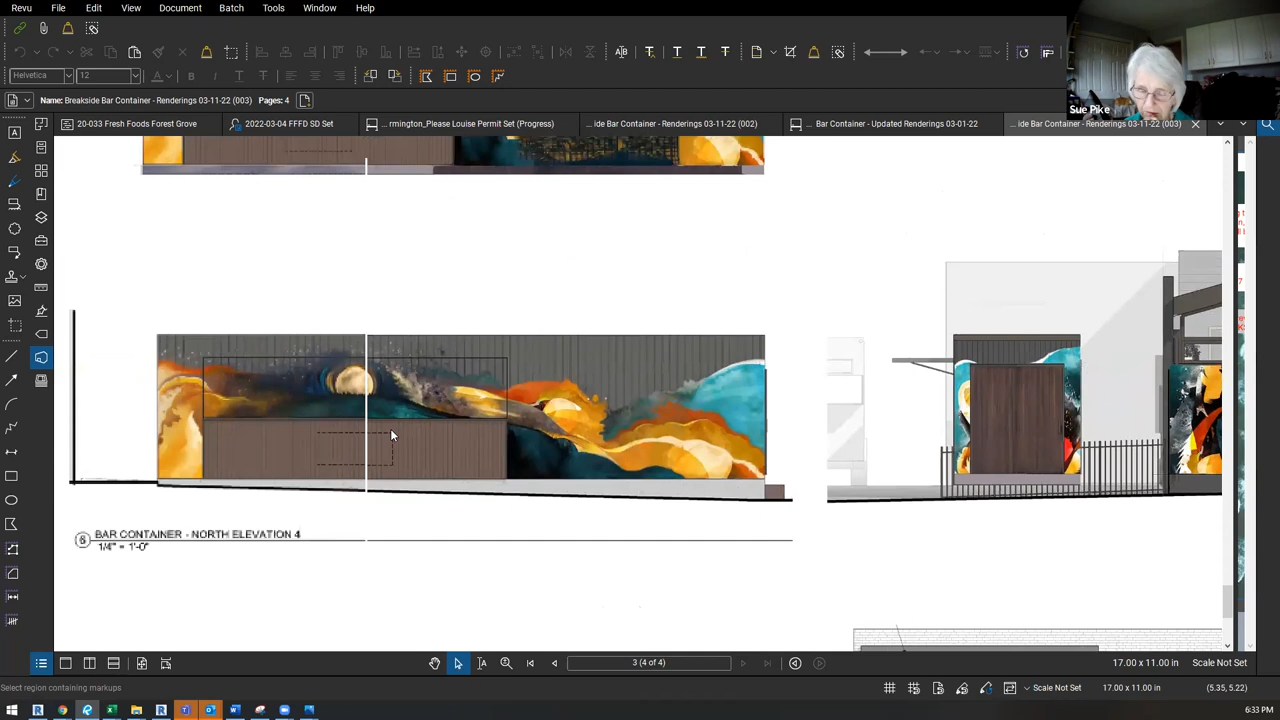 Revu File Edit View Document Batch Tools Window Help
Helvetica 12
Name: Breakside Bar Container - Renderings 03-11-22 (003) Pages: 4
Sue Pike
20-033 Fresh Foods Forest Grove 2022-03-04 FFFD SD Set ... mont_Please Louise Permit Set (Progress) ... ide Bar Container - Renderings 03-11-22 (002) ... Bar Container - Updated Renderings 03-01-22 ... ide Bar Container - Renderings 03-11-22 (003)
6 BAR CONTAINER - NORTH ELEVATION 4
1/4" = 1'-0"
3 (4 of 4) 17.00 x 11.00 in Scale Not Set
Select region containing markups Scale Not Set 17.00 x 11.00 in (5.35, 5.22)
6:33 PM